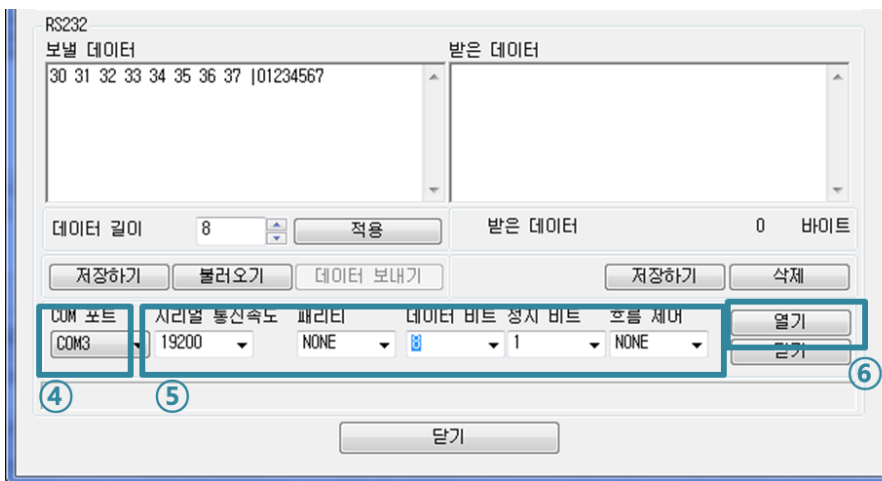 RS232
보낼 데이터
받은 데이터
30 31 32 33 34 35 36 37 |01234567
데이터 길이
8
적용
받은 데이터
0
바이트
저장하기
불러오기
데이터 보내기
저장하기
삭제
COM 포트
시리얼 통신속도
패리티
데이터 비트
정지 비트
흐름 제어
열기
COM3
19200
NONE
8
1
NONE
닫기
④
⑤
⑥
닫기